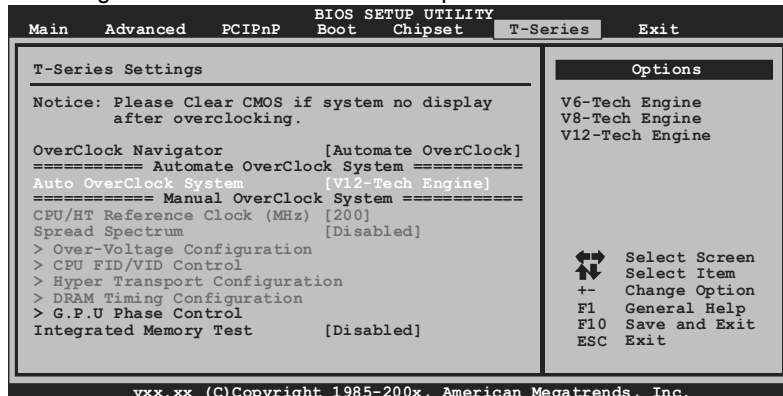 BIOS SETUP UTILITY
Main Advanced PCIPnP Boot Chipset T-Series Exit
T-Series Settings
Notice: Please Clear CMOS if system no display
after overclocking.
OverClock Navigator [Automate OverClock]
=========== Automate OverClock System ===========
Auto OverClock System [V12-Tech Engine]
============ Manual OverClock System ============
CPU/HT Reference Clock (MHz) [200]
Spread Spectrum [Disabled]
> Over-Voltage Configuration
> CPU FID/VID Control
> Hyper Transport Configuration
> DRAM Timing Configuration
> G.P.U Phase Control
Integrated Memory Test [Disabled]
Options
V6-Tech Engine
V8-Tech Engine
V12-Tech Engine
Select Screen
Select Item
+- Change Option
F1 General Help
F10 Save and Exit
ESC Exit
vxx.xx (C)Copyright 1985-200x, American Megatrends, Inc.